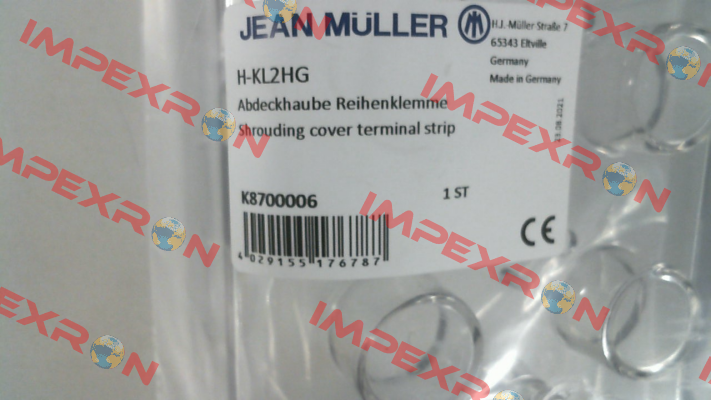 JEAN MÜLLER
H.J. Müller Straße 7
65343 Eltville
Germany
Made in Germany
H-KL2HG
Abdeckhaube Reihenklemme
Shrouding cover terminal strip
K8700006
1 ST
4 029155 176787
CE
IMPEXRON
IMPEXRON
IMPEXRON
IMPEXRON
IMPEXRON
IMPEXRON